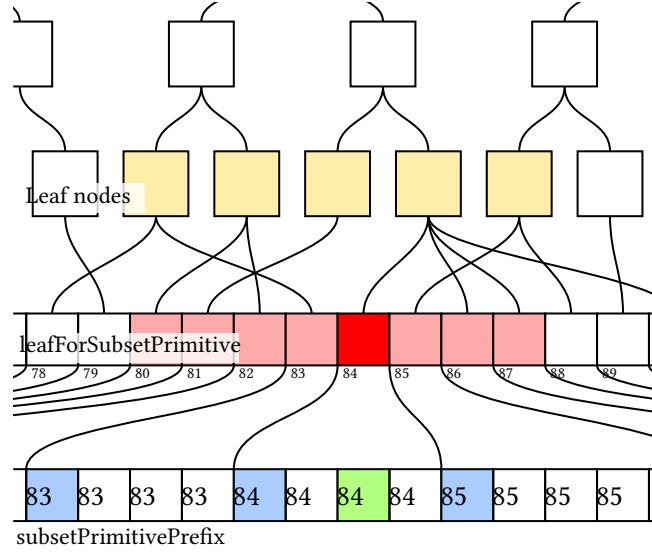 Leaf nodes
leafForSubsetPrimitive
78 79 80 81 82 83 84 85 86 87 88 89
83 83 83 83 84 84 84 84 85 85 85 85
subsetPrimitivePrefix